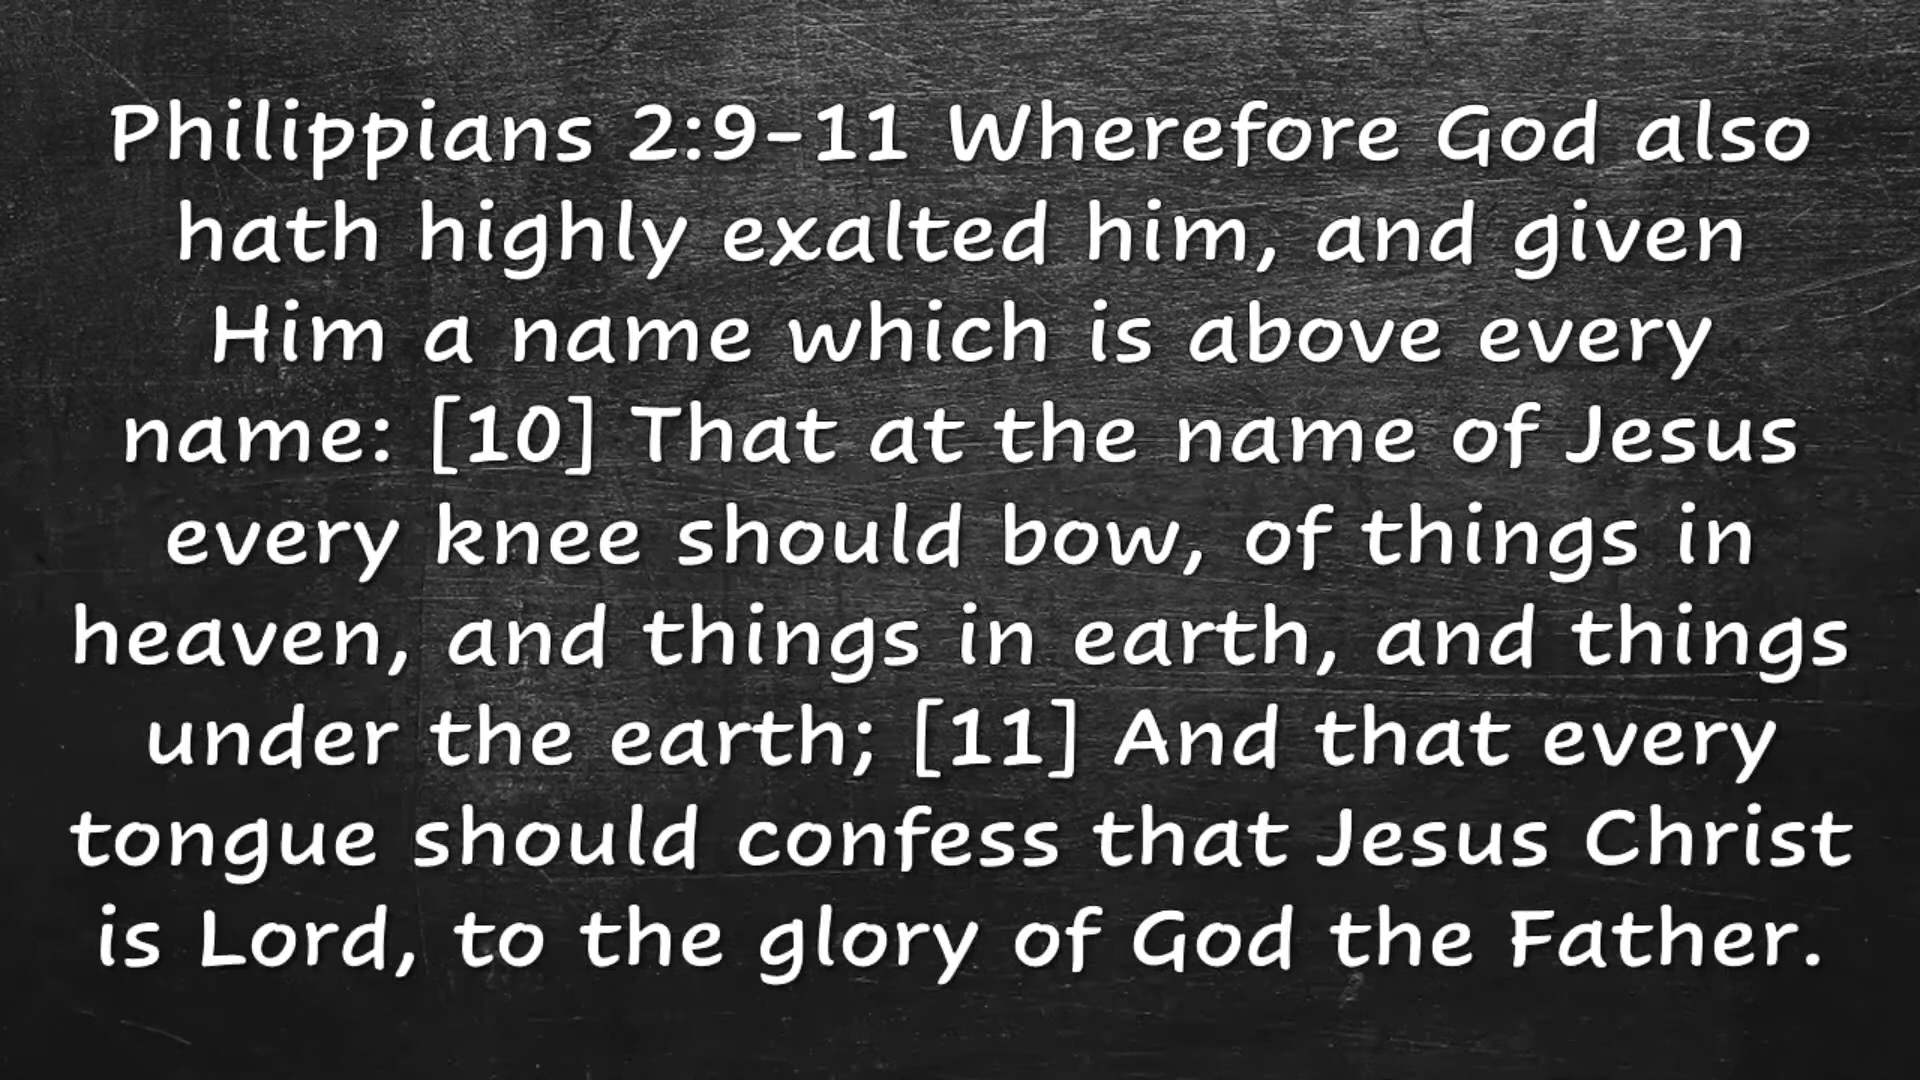 Philippians 2:9-11 Wherefore God also
hath highly exalted him, and given
Him a name which is above every
name: [10] That at the name of Jesus
every knee should bow, of things in
heaven, and things in earth, and things
under the earth; [11] And that every
tongue should confess that Jesus Christ
is Lord, to the glory of God the Father.